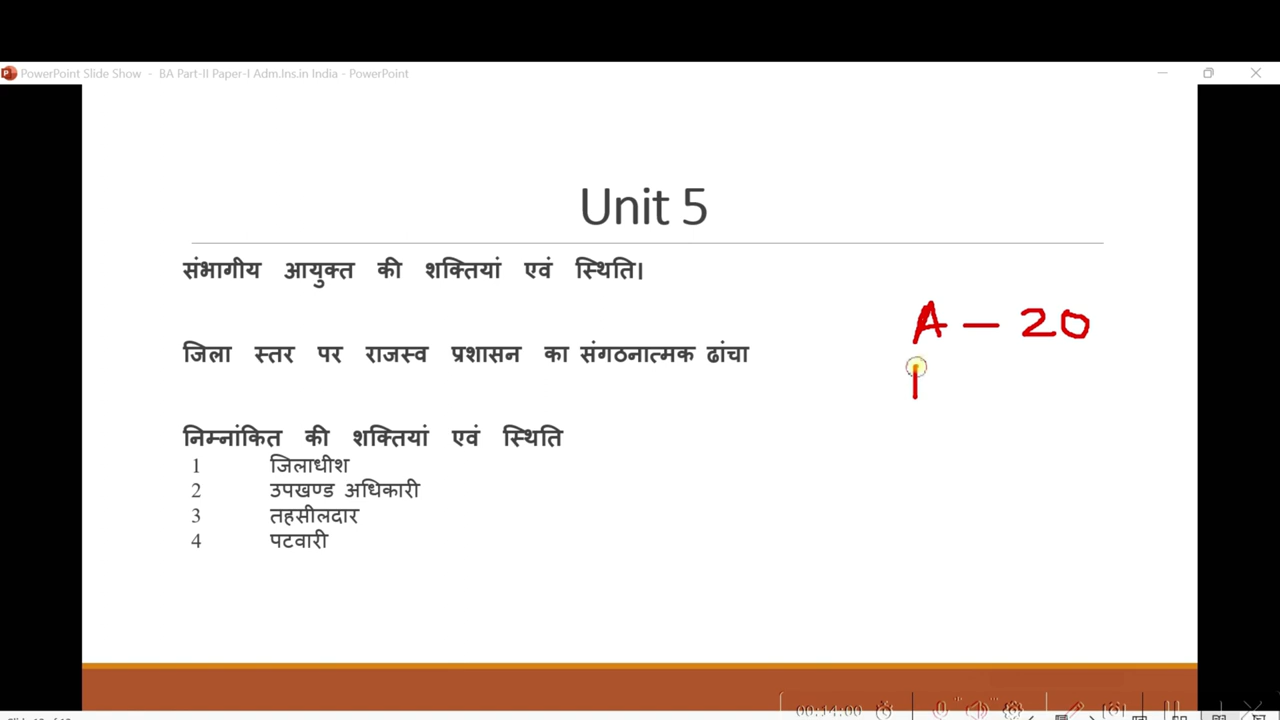 PowerPoint Slide Show - BA Part-II Paper-I Adm.Ins.in India - PowerPoint
Unit 5
संभागीय आयुक्त की शक्तियां एवं स्थिति।
A — 20
जिला स्तर पर राजस्व प्रशासन का संगठनात्मक ढांचा
निम्नांकित की शक्तियां एवं स्थिति
1 जिलाधीश
2 उपखण्ड अधिकारी
3 तहसीलदार
4 पटवारी
00:14:00